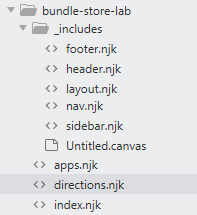 bundle-store-lab
_includes
footer.njk
header.njk
layout.njk
nav.njk
sidebar.njk
Untitled.canvas
apps.njk
directions.njk
index.njk